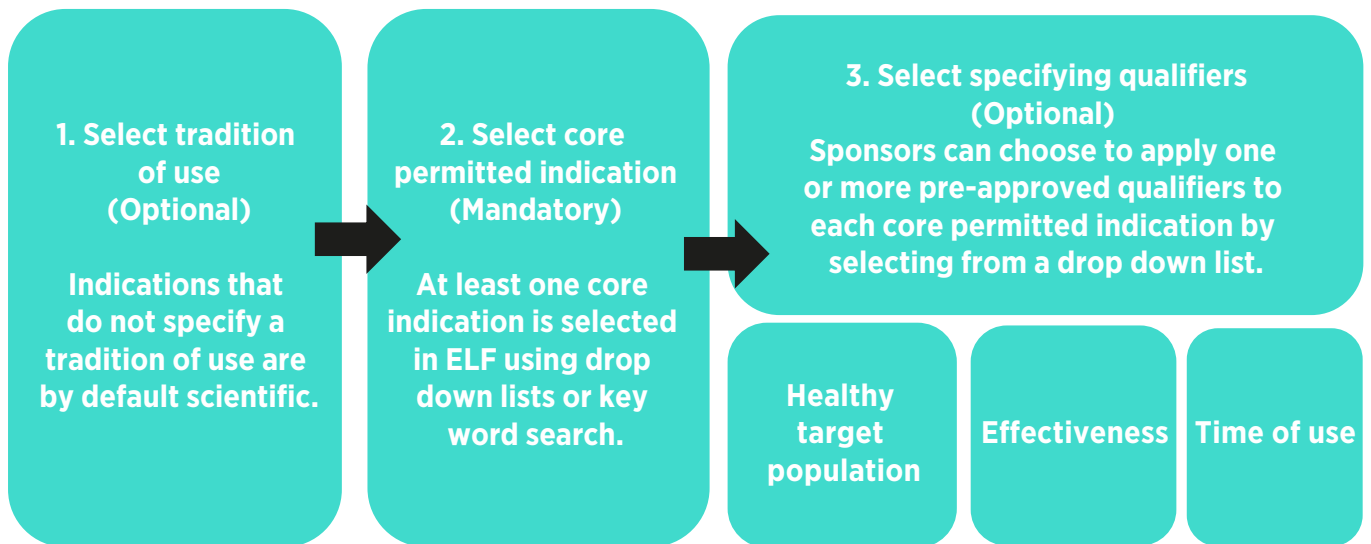 1. Select tradition
of use
(Optional)
Indications that
do not specify a
tradition of use are
by default scientific.
2. Select core
permitted indication
(Mandatory)
At least one core
indication is selected
in ELF using drop
down lists or key
word search.
3. Select specifying qualifiers
(Optional)
Sponsors can choose to apply one
or more pre-approved qualifiers to
each core permitted indication by
selecting from a drop down list.
Healthy
target
population
Effectiveness
Time of use